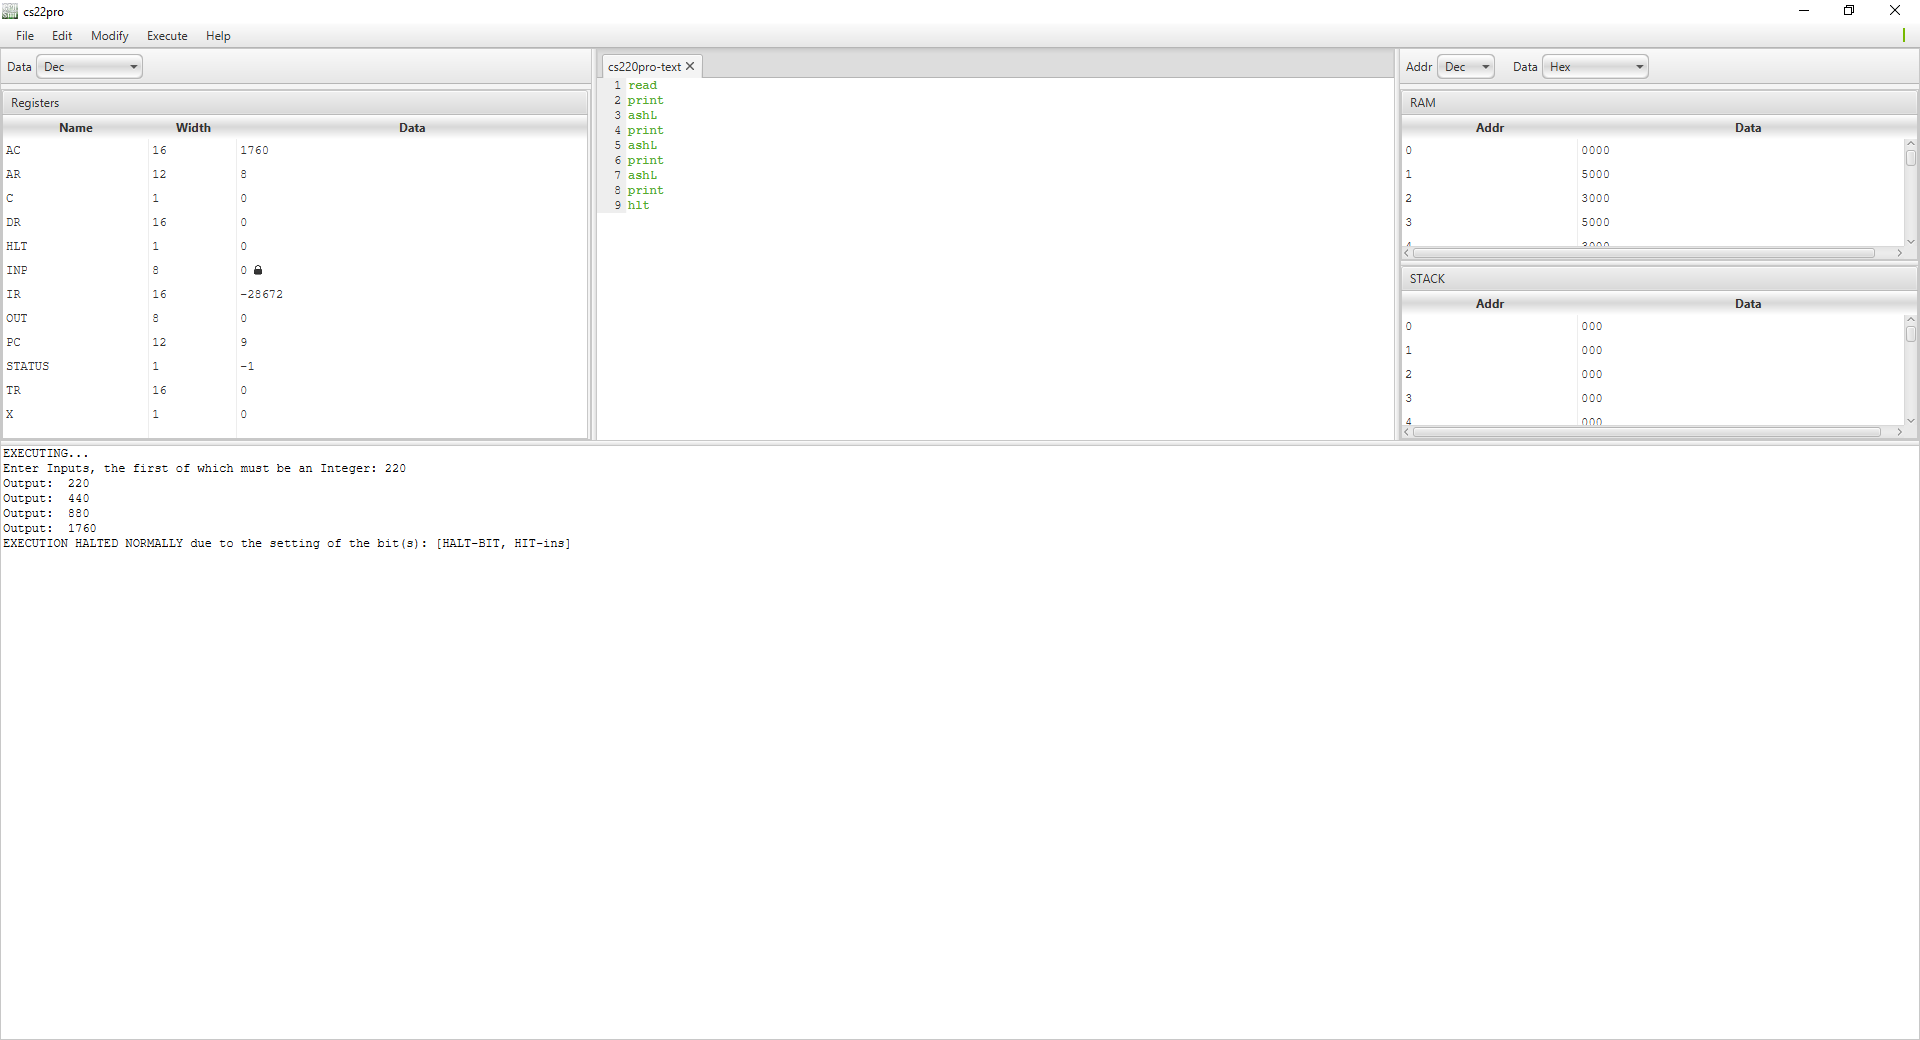 cs22pro
File Edit Modify Execute Help
Data Dec
Registers
Name Width Data
AC 16 1760
AR 12 8
C 1 0
DR 16 0
HLT 1 0
INP 8 0
IR 16 -28672
OUT 8 0
PC 12 9
STATUS 1 -1
TR 16 0
X 1 0
cs220pro-text
1 read
2 print
3 ashL
4 print
5 ashL
6 print
7 ashL
8 print
9 hlt
Addr Dec Data Hex
RAM
Addr Data
0 0000
1 5000
2 3000
3 5000
4 3000
STACK
Addr Data
0 000
1 000
2 000
3 000
4 000
EXECUTING...
Enter Inputs, the first of which must be an Integer: 220
Output: 220
Output: 440
Output: 880
Output: 1760
EXECUTION HALTED NORMALLY due to the setting of the bit(s): [HALT-BIT, HIT-ins]